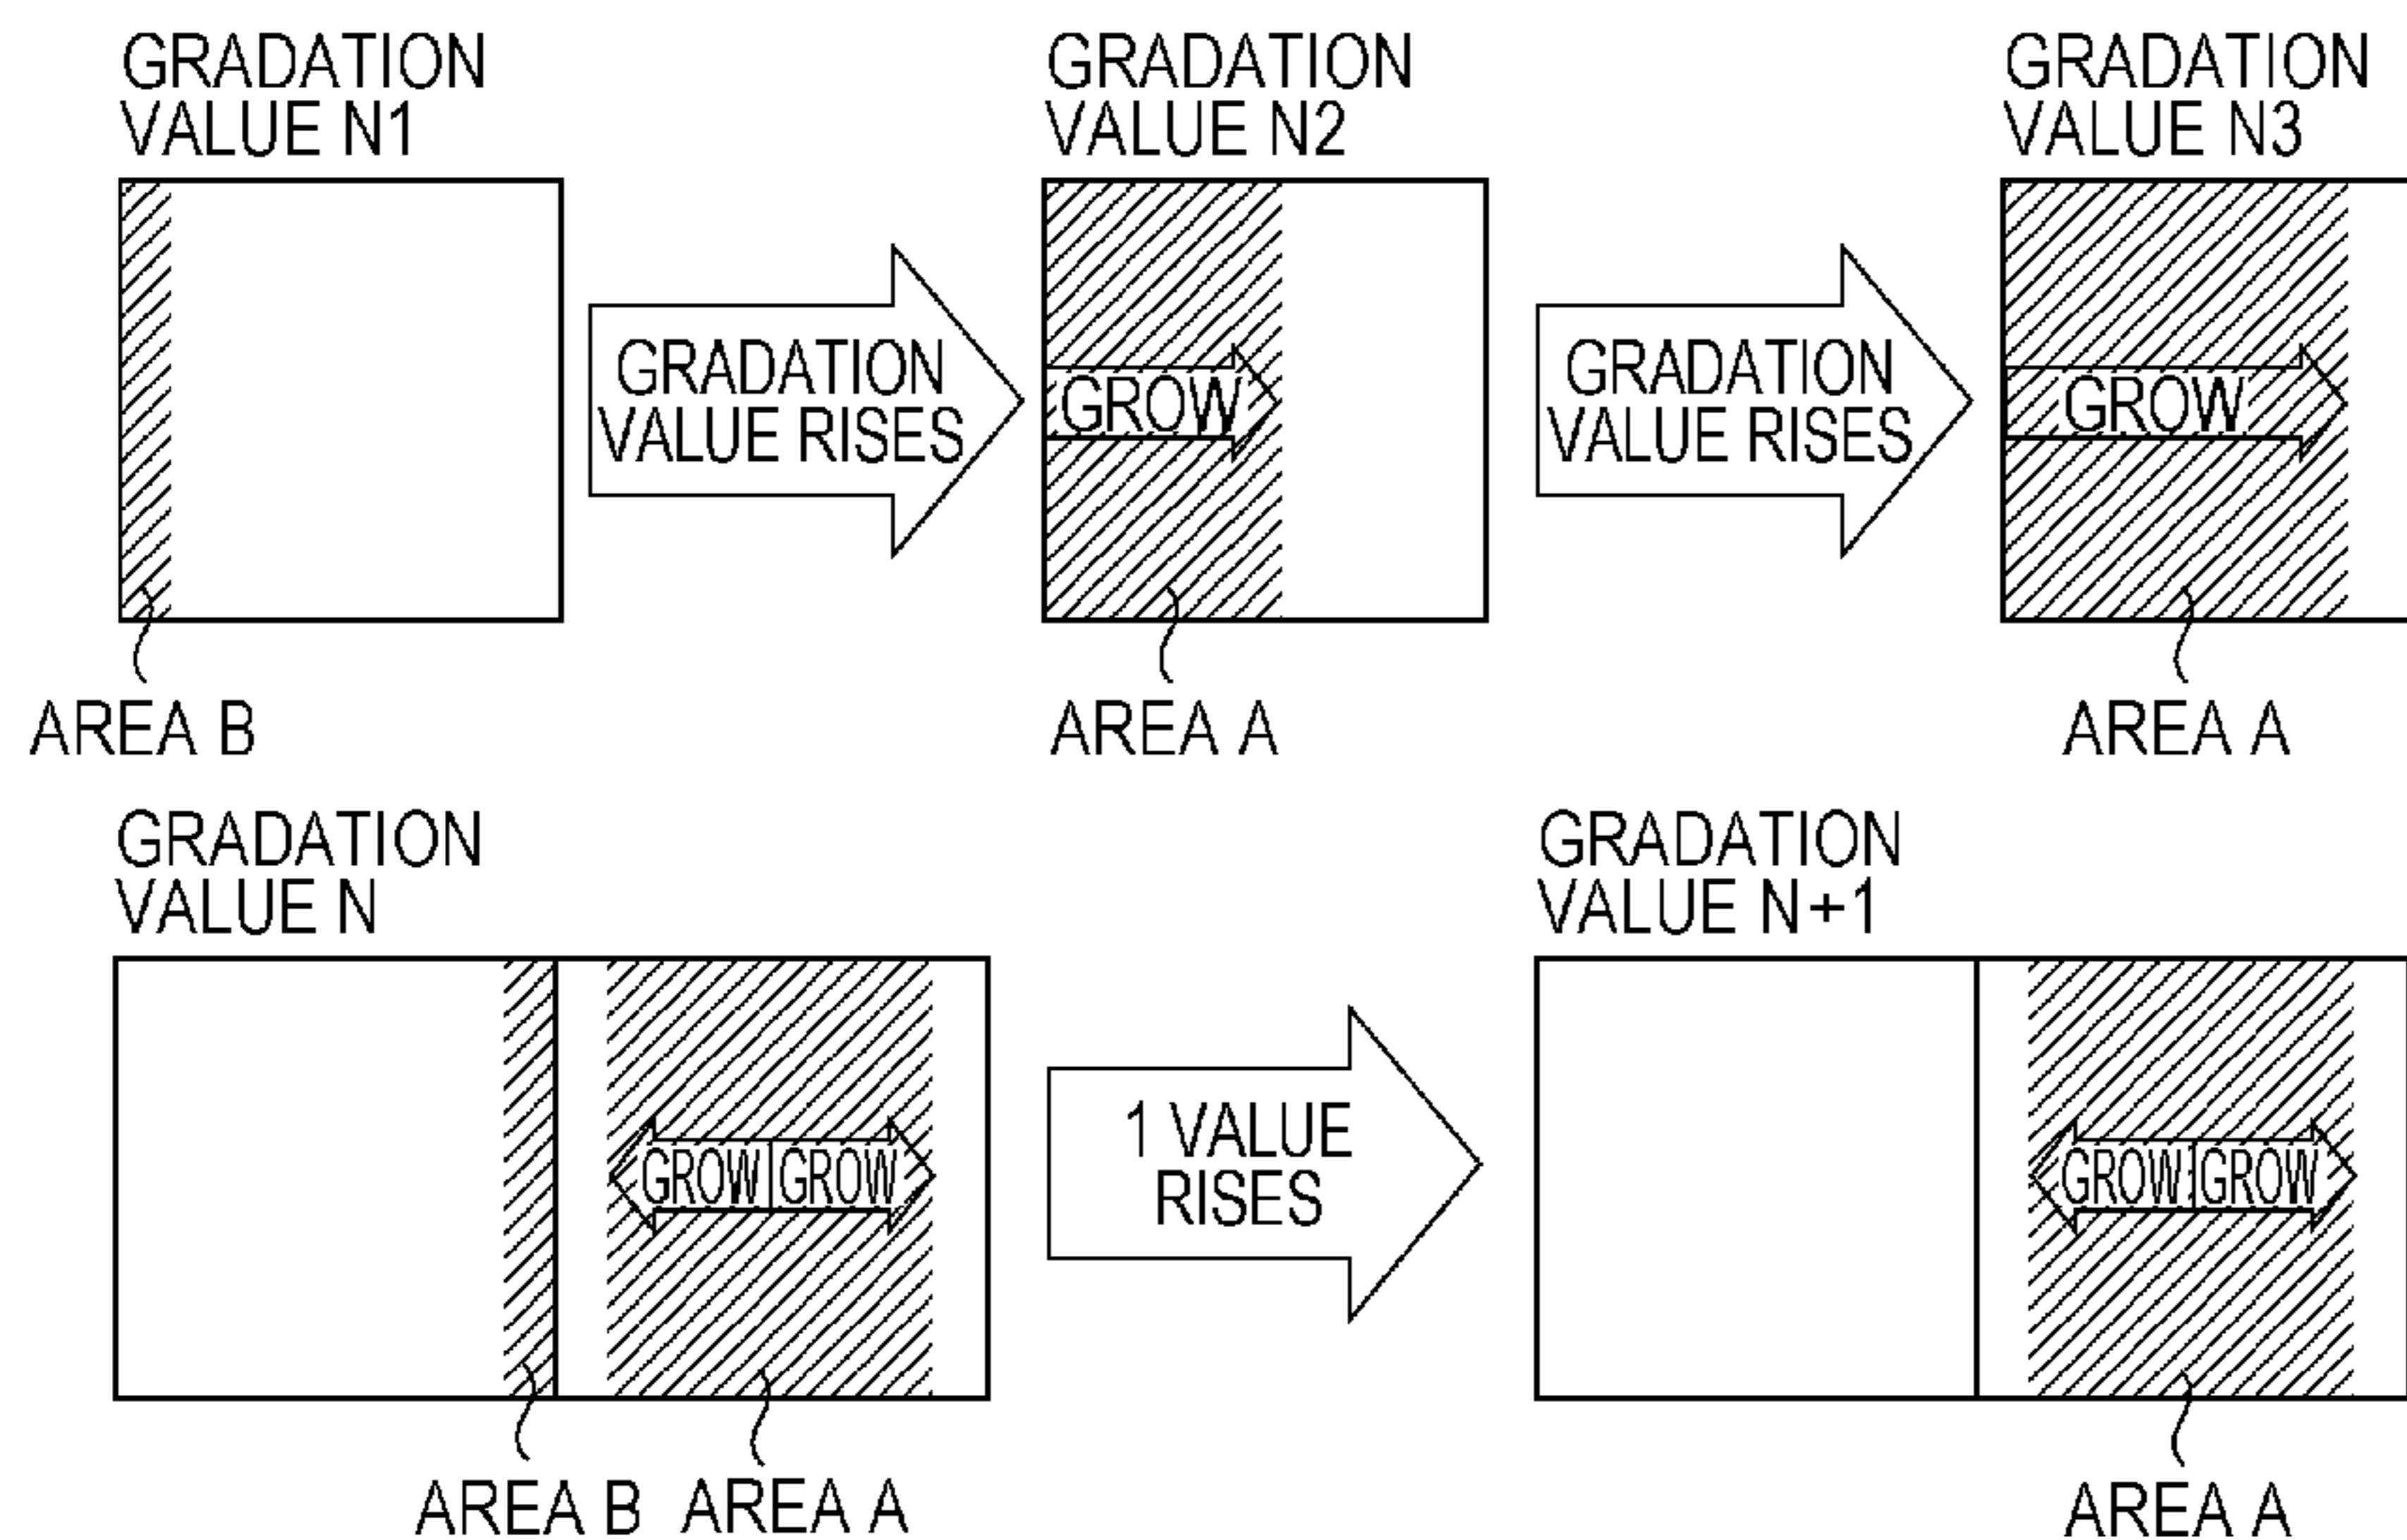 GRADATION
VALUE N1
GRADATION
VALUE N2
GRADATION
VALUE N3
GRADATION
VALUE RISES
GROW
GRADATION
VALUE RISES
GROW
AREA B
AREA A
AREA A
GRADATION
VALUE N
GRADATION
VALUE N+1
GROW GROW
1 VALUE
RISES
GROW GROW
AREA B AREA A
AREA A